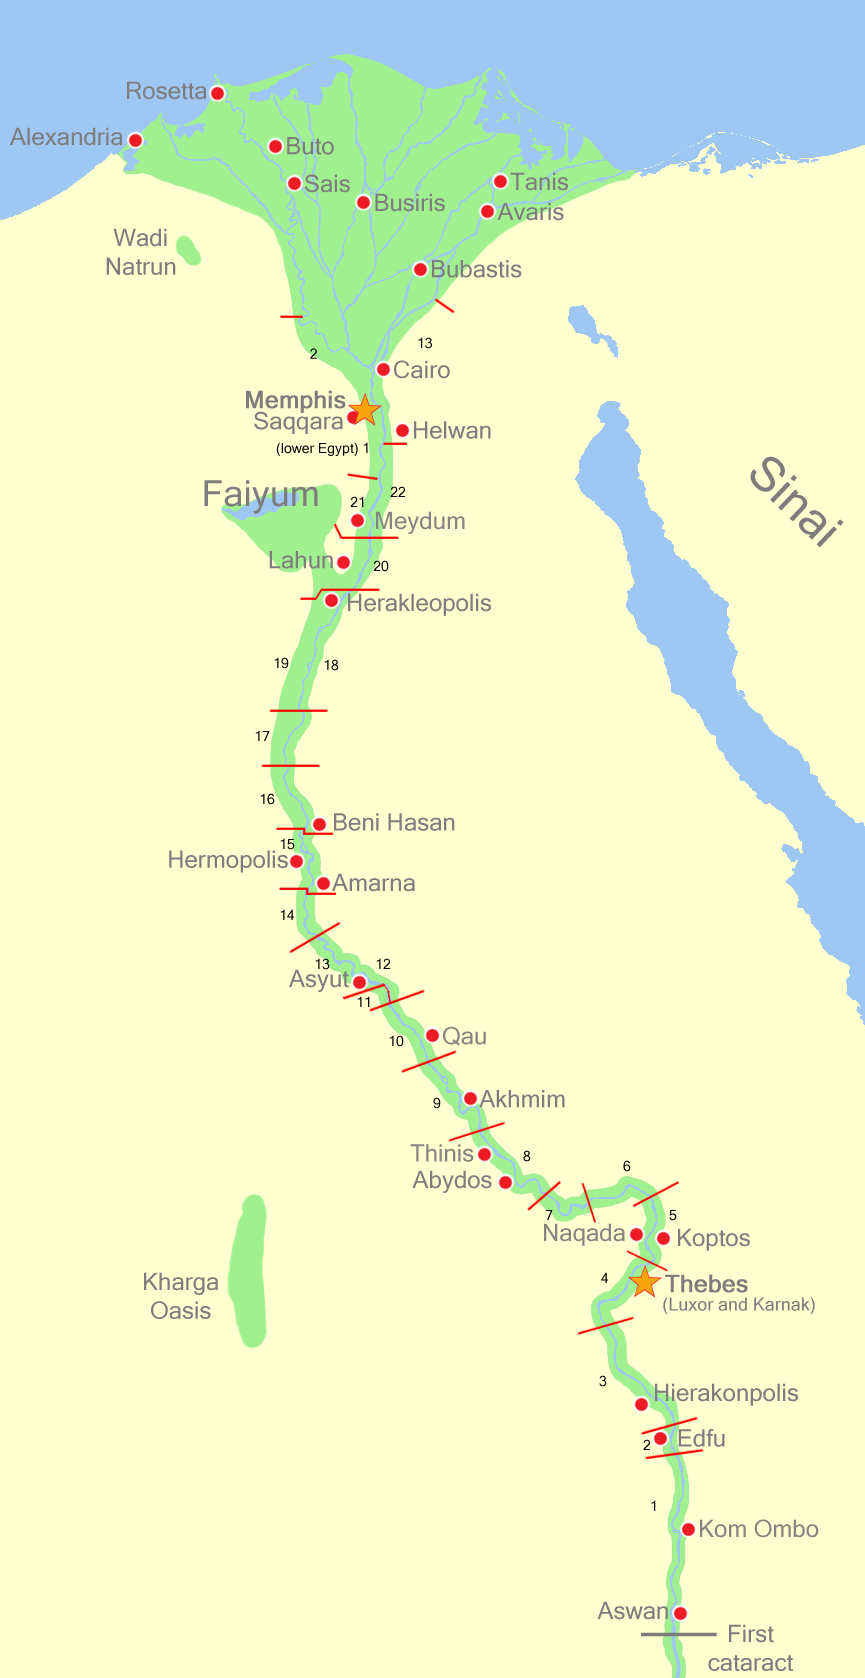 Rosetta
Alexandria
Buto
Sais
Busiris
Tanis
Avaris
Wadi
Natrun
Bubastis
13
2
Cairo
Memphis
Saqqara
Helwan
(lower Egypt) 1
Sinai
Faiyum
22
21
Meydum
Lahun
20
Herakleopolis
19
18
17
16
Beni Hasan
15
Hermopolis
Amarna
14
13
12
Asyut
11
10
Qau
9
Akhmim
Thinis
8
Abydos
6
7
5
Naqada
Koptos
Kharga
Oasis
4
Thebes
(Luxor and Karnak)
3
Hierakonpolis
2
Edfu
1
Kom Ombo
Aswan
First
cataract